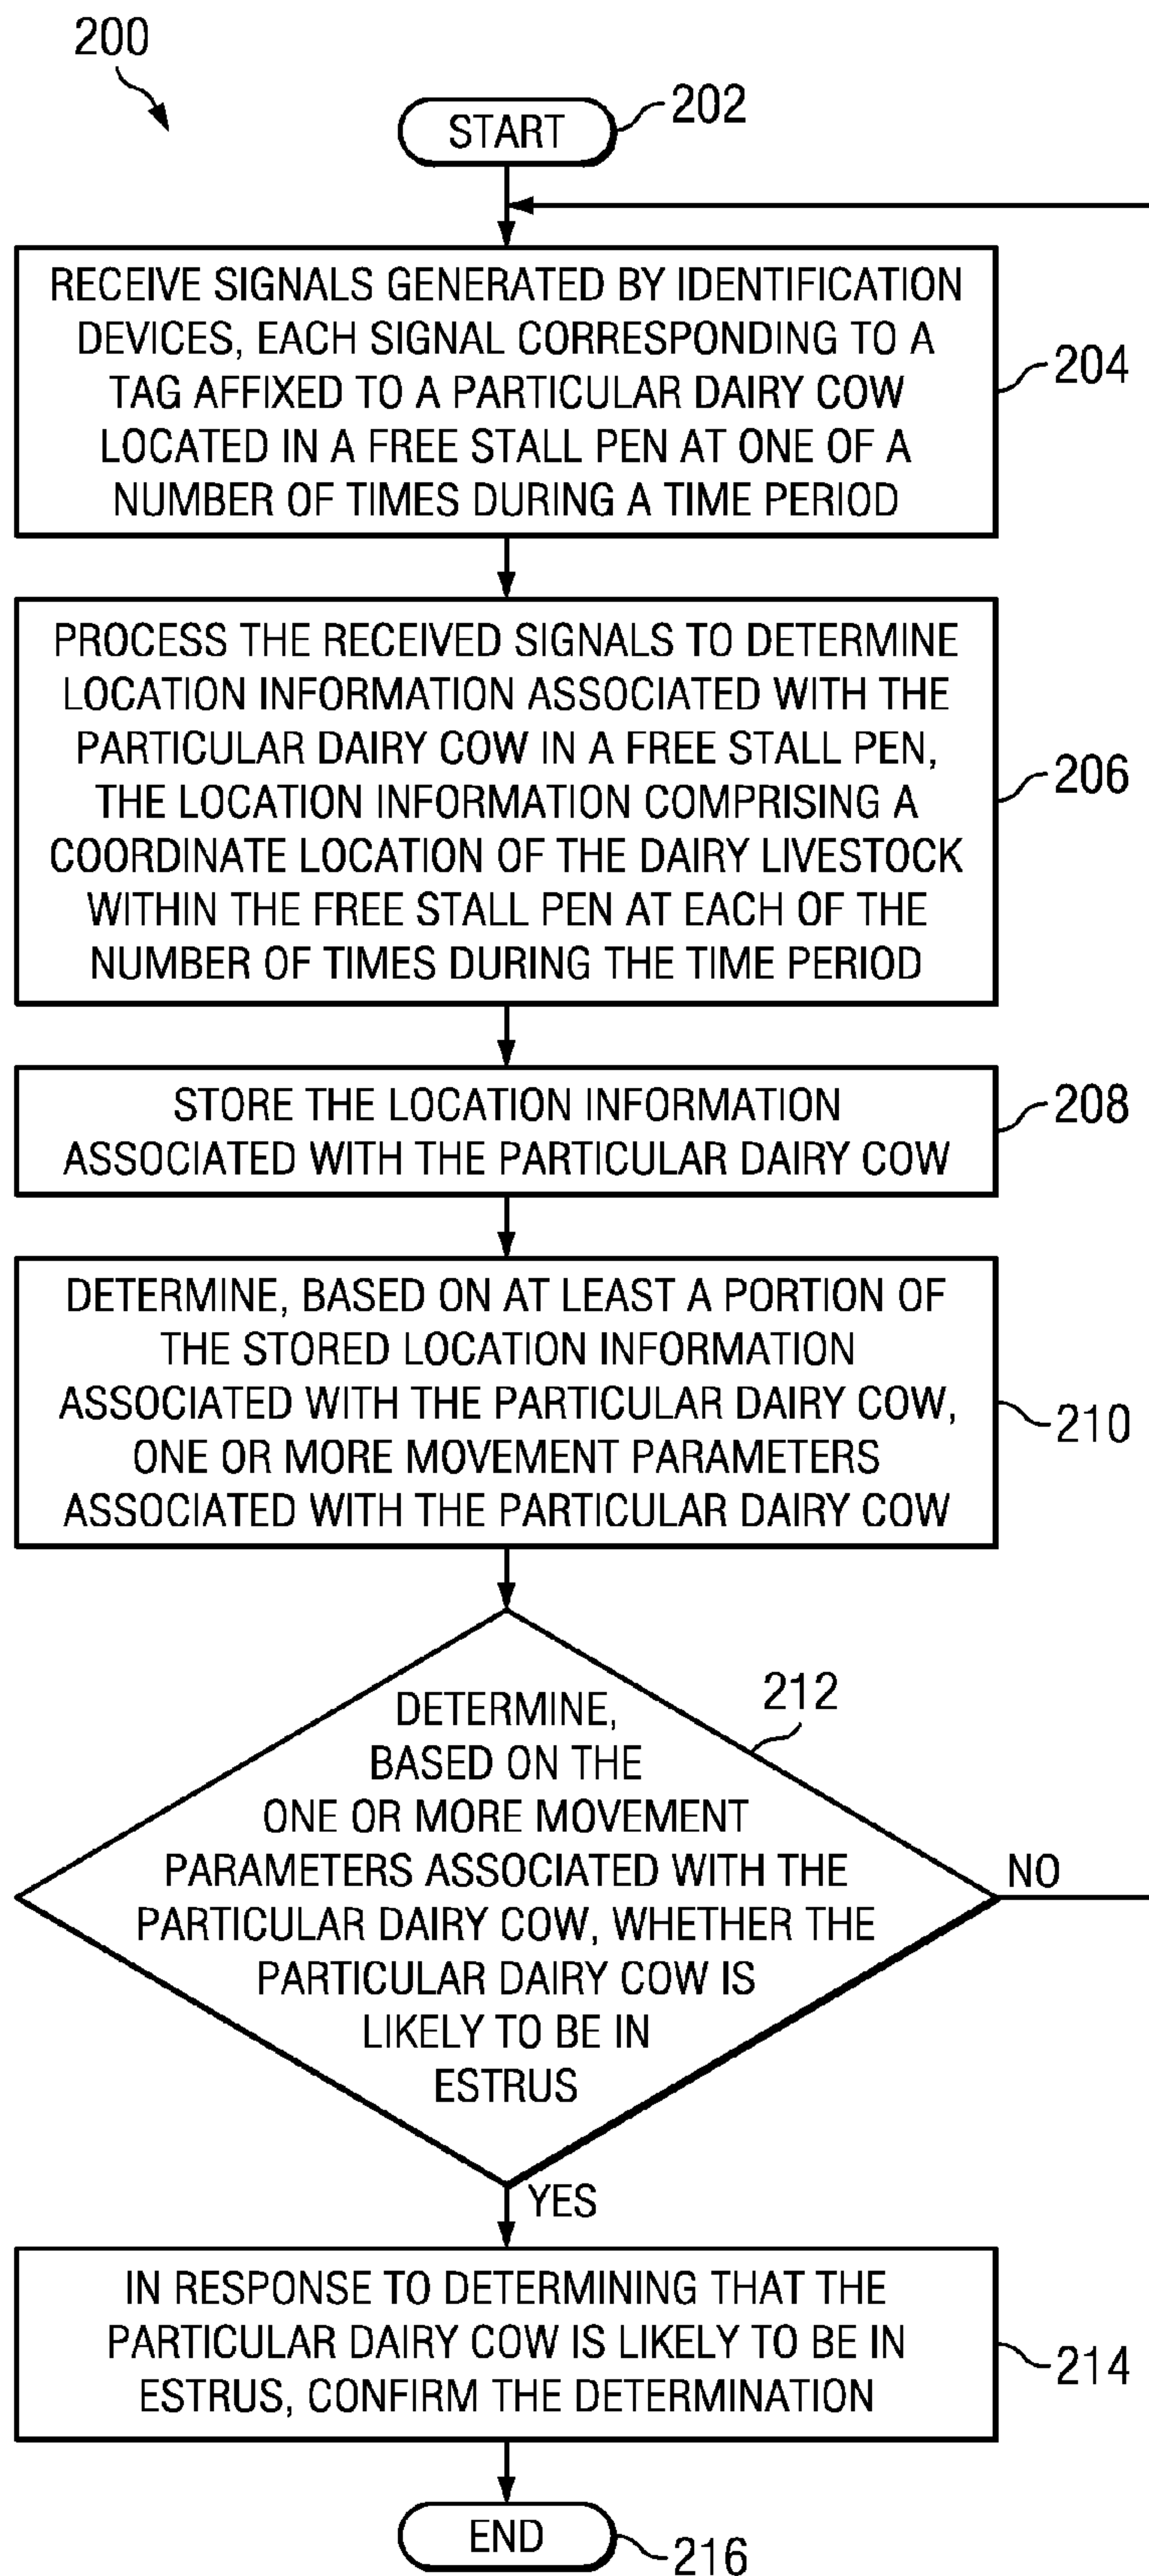 200
START
202
RECEIVE SIGNALS GENERATED BY IDENTIFICATION
DEVICES, EACH SIGNAL CORRESPONDING TO A
TAG AFFIXED TO A PARTICULAR DAIRY COW
LOCATED IN A FREE STALL PEN AT ONE OF A
NUMBER OF TIMES DURING A TIME PERIOD
204
PROCESS THE RECEIVED SIGNALS TO DETERMINE
LOCATION INFORMATION ASSOCIATED WITH THE
PARTICULAR DAIRY COW IN A FREE STALL PEN,
THE LOCATION INFORMATION COMPRISING A
COORDINATE LOCATION OF THE DAIRY LIVESTOCK
WITHIN THE FREE STALL PEN AT EACH OF THE
NUMBER OF TIMES DURING THE TIME PERIOD
206
STORE THE LOCATION INFORMATION
ASSOCIATED WITH THE PARTICULAR DAIRY COW
208
DETERMINE, BASED ON AT LEAST A PORTION OF
THE STORED LOCATION INFORMATION
ASSOCIATED WITH THE PARTICULAR DAIRY COW,
ONE OR MORE MOVEMENT PARAMETERS
ASSOCIATED WITH THE PARTICULAR DAIRY COW
210
DETERMINE,
BASED ON THE
ONE OR MORE MOVEMENT
PARAMETERS ASSOCIATED WITH THE
PARTICULAR DAIRY COW, WHETHER THE
PARTICULAR DAIRY COW IS
LIKELY TO BE IN
ESTRUS
212
NO
YES
IN RESPONSE TO DETERMINING THAT THE
PARTICULAR DAIRY COW IS LIKELY TO BE IN
ESTRUS, CONFIRM THE DETERMINATION
214
END
216